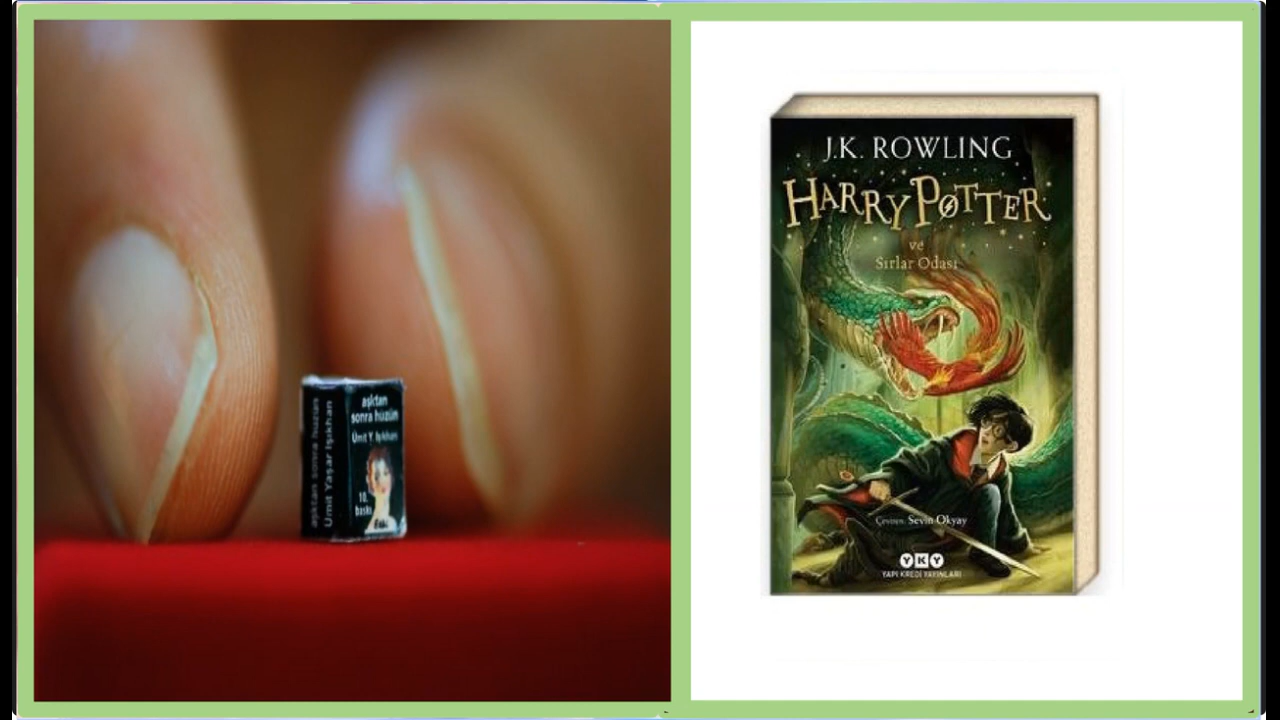 aşktan sonra hüzün
Ümit Yaşar Işıkhan
aşktan
sonra hüzün
Ümit Y. Işıkhan
10.
baskı
J.K. ROWLING
HARRY POTTER
ve
Sırlar Odası
Çeviren: Sevin Okyay
YKY
YAPI KREDİ YAYINLARI